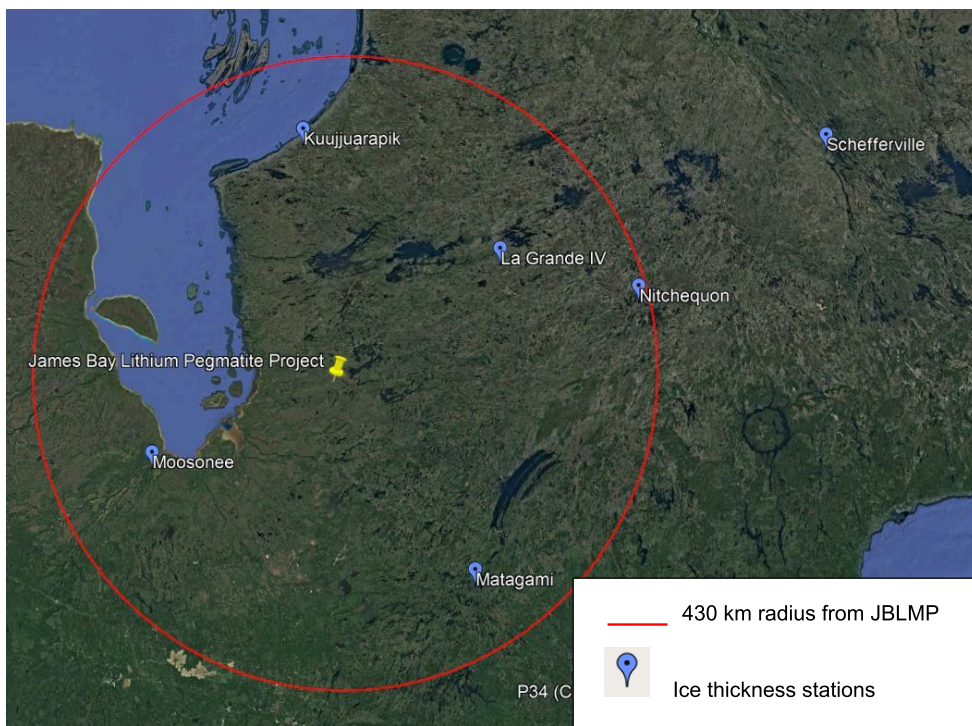 Kuujjuarapik
Schefferville
La Grande IV
Nitchequon
James Bay Lithium Pegmatite Project
Moosonee
Matagami
430 km radius from JBLMP
P34 (C
Ice thickness stations